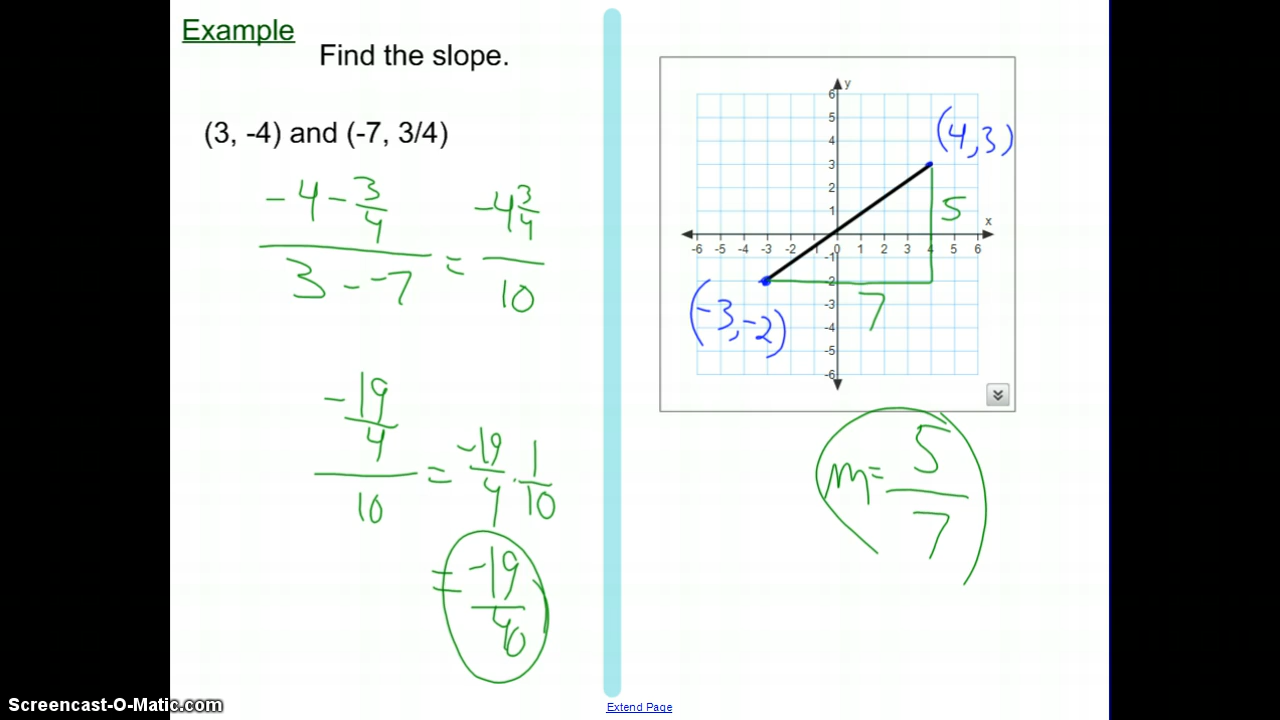 Example
Find the slope.
(3, -4) and (-7, 3/4)
-4 - 3/4
3 - -7
=
-4 3/4
10
-19/4
10
= -19/4 · 1/10
= -19/40
y
6
5
4
3
2
1
x
-6 -5 -4 -3 -2 -1 0 1 2 3 4 5 6
-1
-2
-3
-4
-5
-6
(4,3)
5
7
(-3,-2)
m= 5/7
Extend Page
Screencast-O-Matic.com